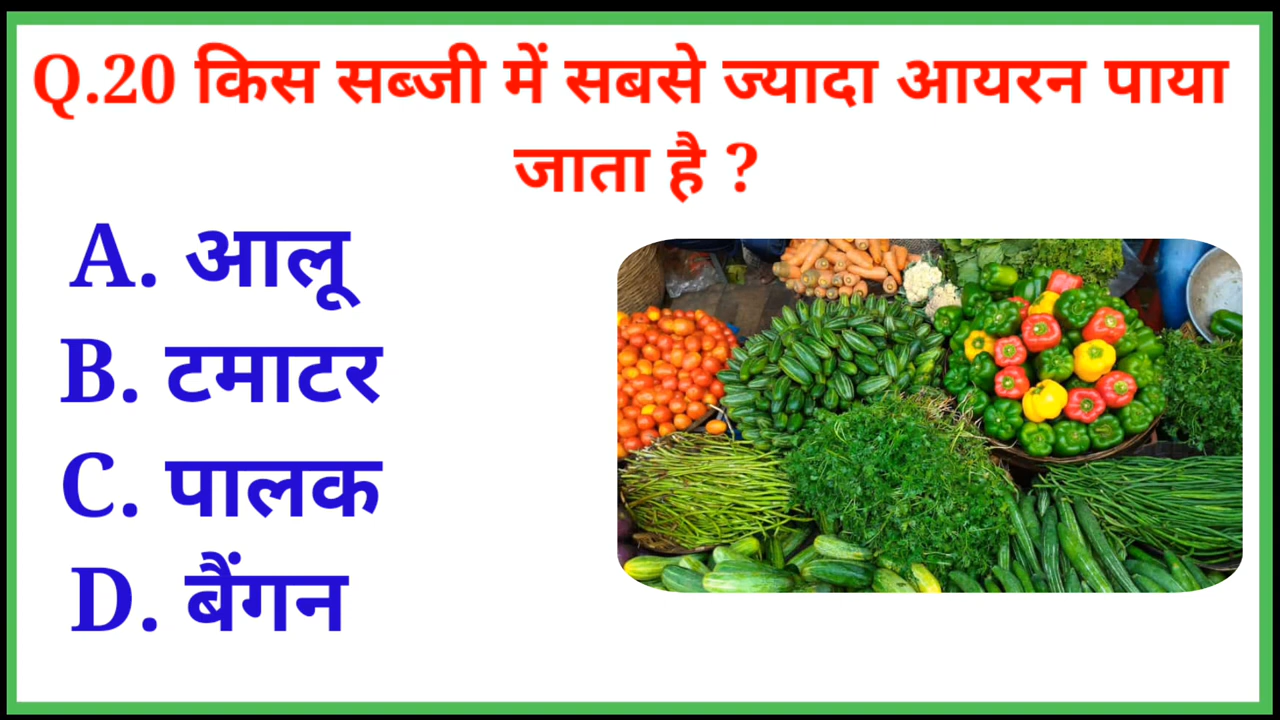 Q.20 किस सब्जी में सबसे ज्यादा आयरन पाया
जाता है ?
A. आलू
B. टमाटर
C. पालक
D. बैंगन